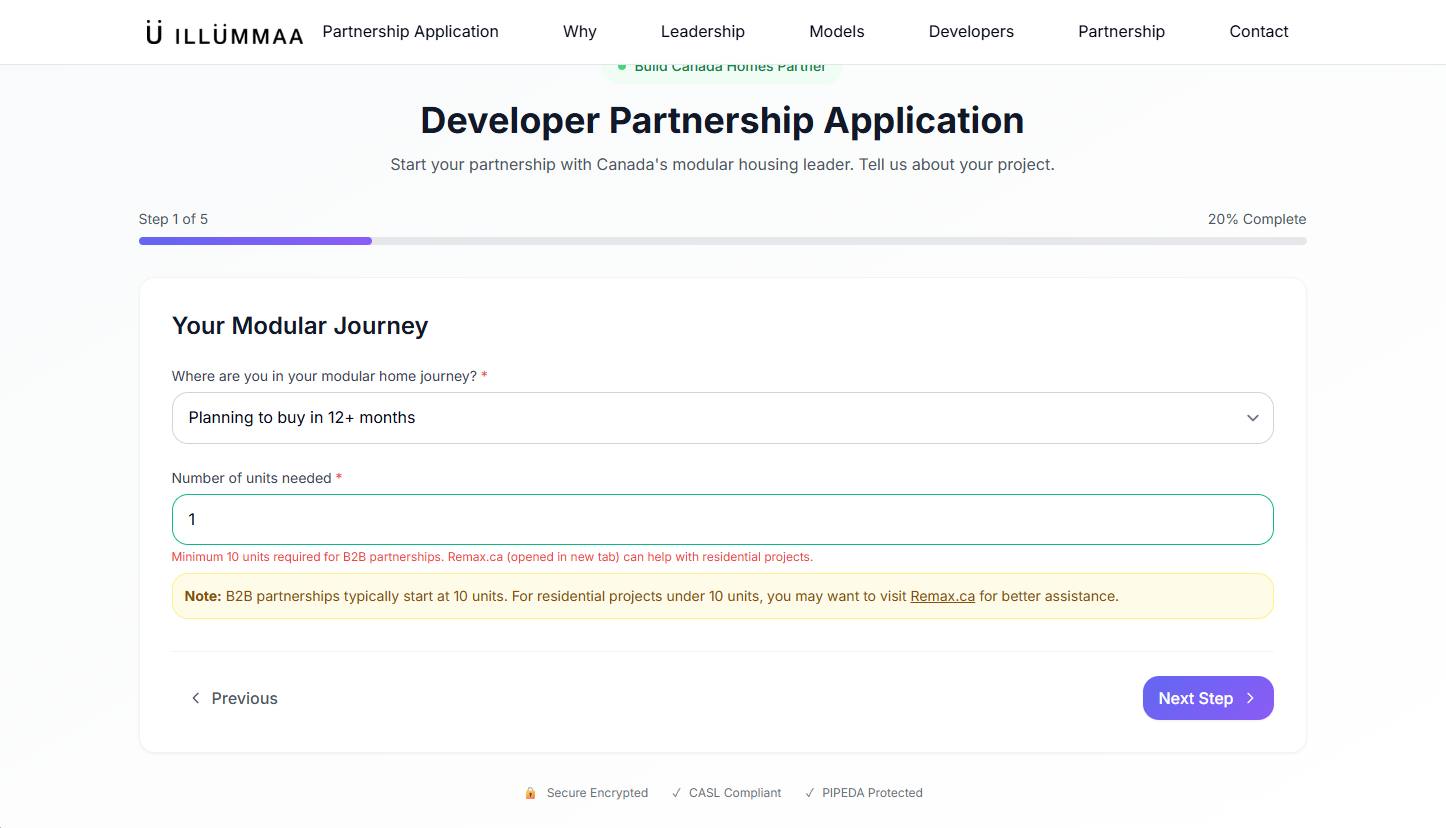 Ü ILLÜMMAA Partnership Application Why Leadership Models Developers Partnership Contact
Build Canada Homes Partner
Developer Partnership Application
Start your partnership with Canada's modular housing leader. Tell us about your project.
Step 1 of 5 20% Complete
Your Modular Journey
Where are you in your modular home journey? *
Planning to buy in 12+ months
Number of units needed *
1
Minimum 10 units required for B2B partnerships. Remax.ca (opened in new tab) can help with residential projects.
Note: B2B partnerships typically start at 10 units. For residential projects under 10 units, you may want to visit Remax.ca for better assistance.
Previous Next Step
Secure Encrypted ✓ CASL Compliant ✓ PIPEDA Protected